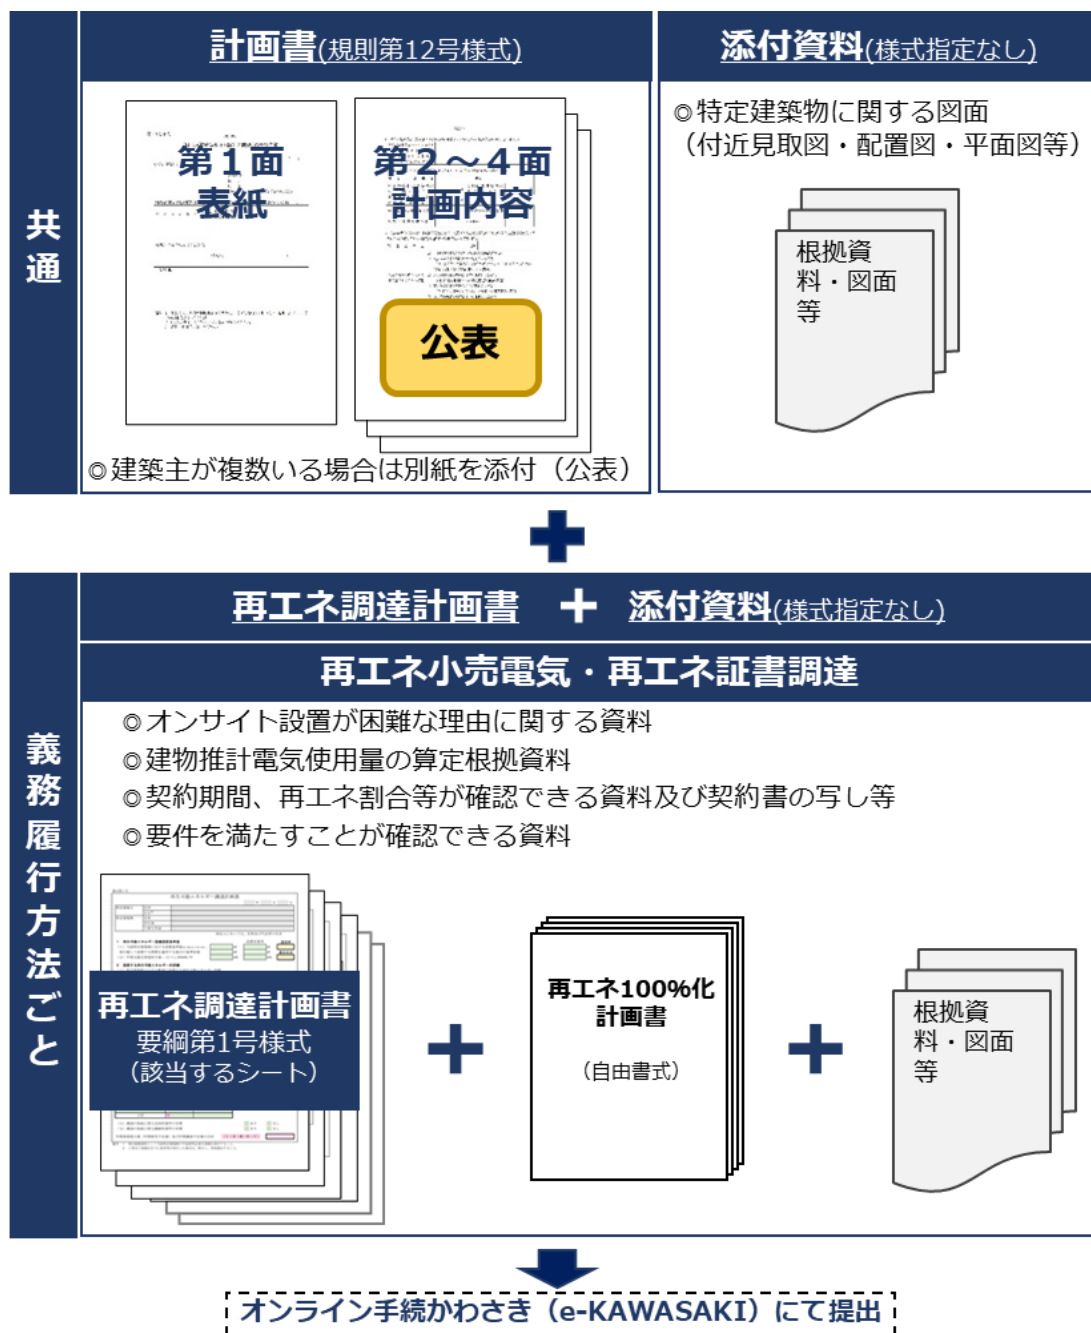 計画書(規則第12号様式)
添付資料(様式指定なし)
共通
第１面
表紙
第２～４面
計画内容
公表
◎建築主が複数いる場合は別紙を添付（公表）
◎特定建築物に関する図面
（付近見取図・配置図・平面図等）
根拠資
料・図面
等
再エネ調達計画書 ＋ 添付資料(様式指定なし)
再エネ小売電気・再エネ証書調達
義務履行方法ごと
◎オンサイト設置が困難な理由に関する資料
◎建物推計電気使用量の算定根拠資料
◎契約期間、再エネ割合等が確認できる資料及び契約書の写し等
◎要件を満たすことが確認できる資料
再エネ調達計画書
要綱第1号様式
（該当するシート）
再エネ100%化
計画書
（自由書式）
根拠資
料・図面
等
オンライン手続かわさき（e-KAWASAKI）にて提出